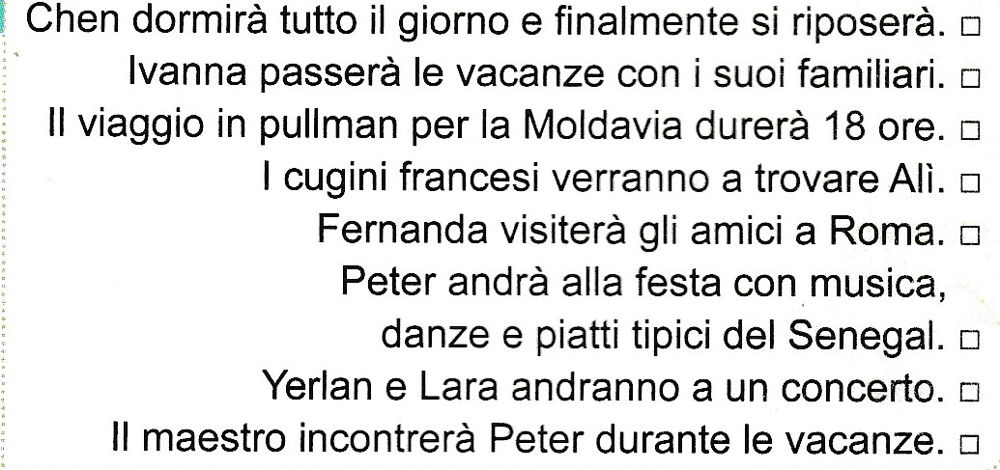 Chen dormirà tutto il giorno e finalmente si riposerà. □
Ivanna passerà le vacanze con i suoi familiari. □
Il viaggio in pullman per la Moldavia durerà 18 ore. □
I cugini francesi verranno a trovare Alì. □
Fernanda visiterà gli amici a Roma. □
Peter andrà alla festa con musica,
danze e piatti tipici del Senegal. □
Yerlan e Lara andranno a un concerto. □
Il maestro incontrerà Peter durante le vacanze. □